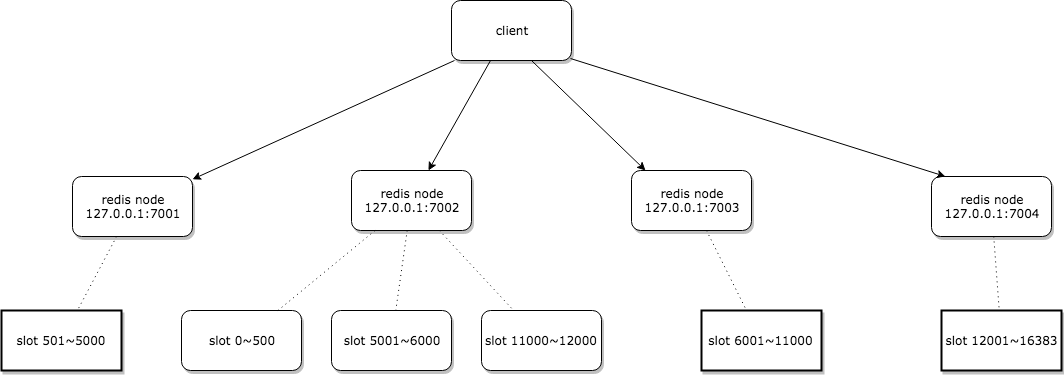 client
redis node
127.0.0.1:7001
redis node
127.0.0.1:7002
redis node
127.0.0.1:7003
redis node
127.0.0.1:7004
slot 501~5000
slot 0~500
slot 5001~6000
slot 11000~12000
slot 6001~11000
slot 12001~16383